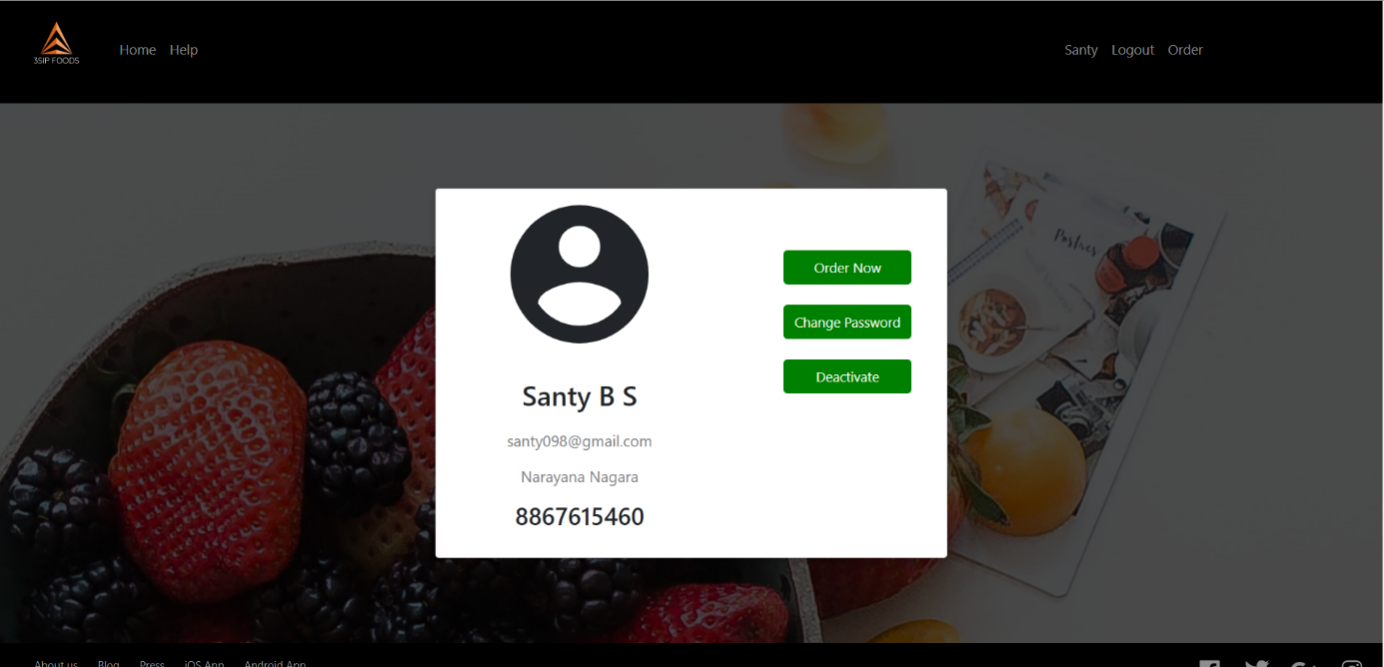 3SIP FOODS
Home Help
Santy Logout Order
Postres
Order Now
Change Password
Deactivate
Santy B S
santy098@gmail.com
Narayana Nagara
8867615460
About us Blog Press iOS App Android App